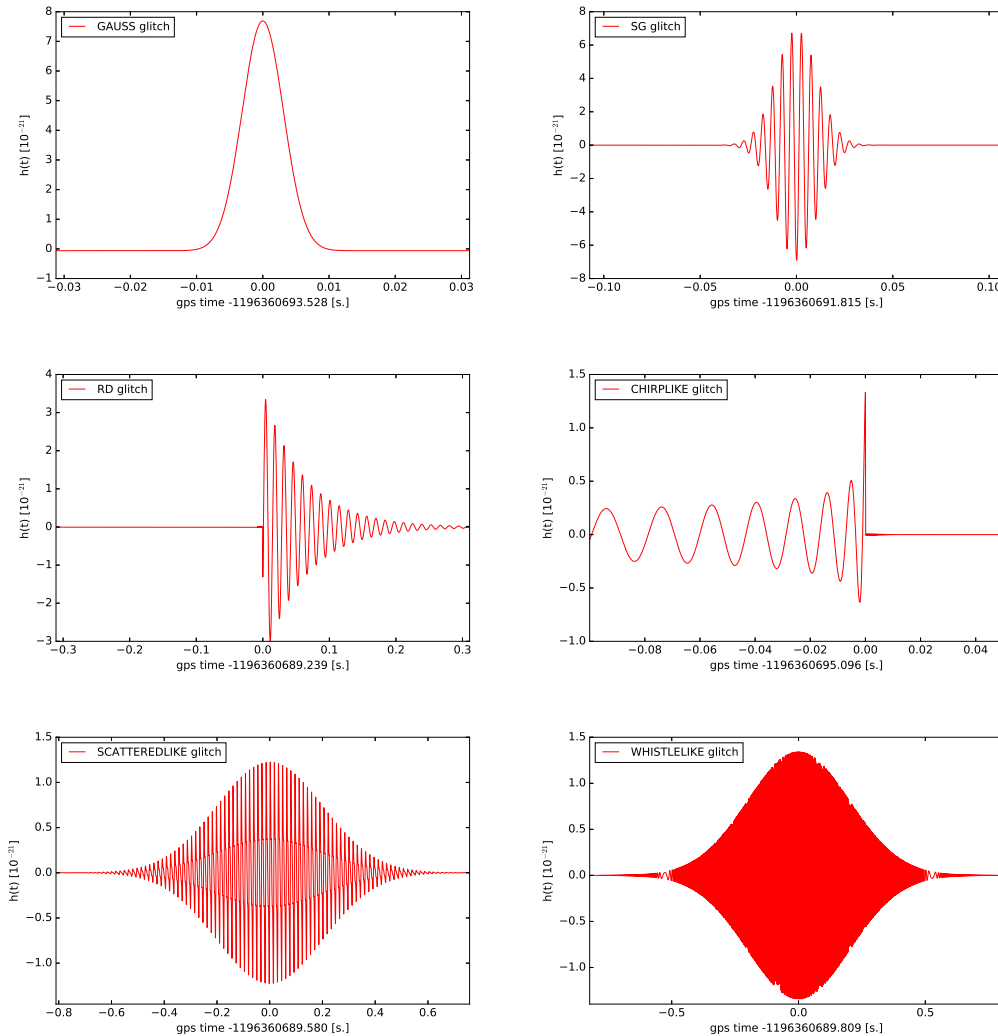 GAUSS glitch
8
7
6
5
4
3
2
1
0
−1
h(t) [10⁻²¹]
−0.03 −0.02 −0.01 0.00 0.01 0.02 0.03
gps time -1196360693.528 [s.]
SG glitch
8
6
4
2
0
−2
−4
−6
−8
h(t) [10⁻²¹]
−0.10 −0.05 0.00 0.05 0.10
gps time -1196360691.815 [s.]
RD glitch
4
3
2
1
0
−1
−2
−3
h(t) [10⁻²¹]
−0.3 −0.2 −0.1 0.0 0.1 0.2 0.3
gps time -1196360689.239 [s.]
CHIRPLIKE glitch
1.5
1.0
0.5
0.0
−0.5
−1.0
h(t) [10⁻²¹]
−0.08 −0.06 −0.04 −0.02 0.00 0.02 0.04
gps time -1196360695.096 [s.]
SCATTEREDLIKE glitch
1.5
1.0
0.5
0.0
−0.5
−1.0
h(t) [10⁻²¹]
−0.8 −0.6 −0.4 −0.2 0.0 0.2 0.4 0.6
gps time -1196360689.580 [s.]
WHISTLELIKE glitch
1.5
1.0
0.5
0.0
−0.5
−1.0
h(t) [10⁻²¹]
−0.5 0.0 0.5
gps time -1196360689.893 [s.]